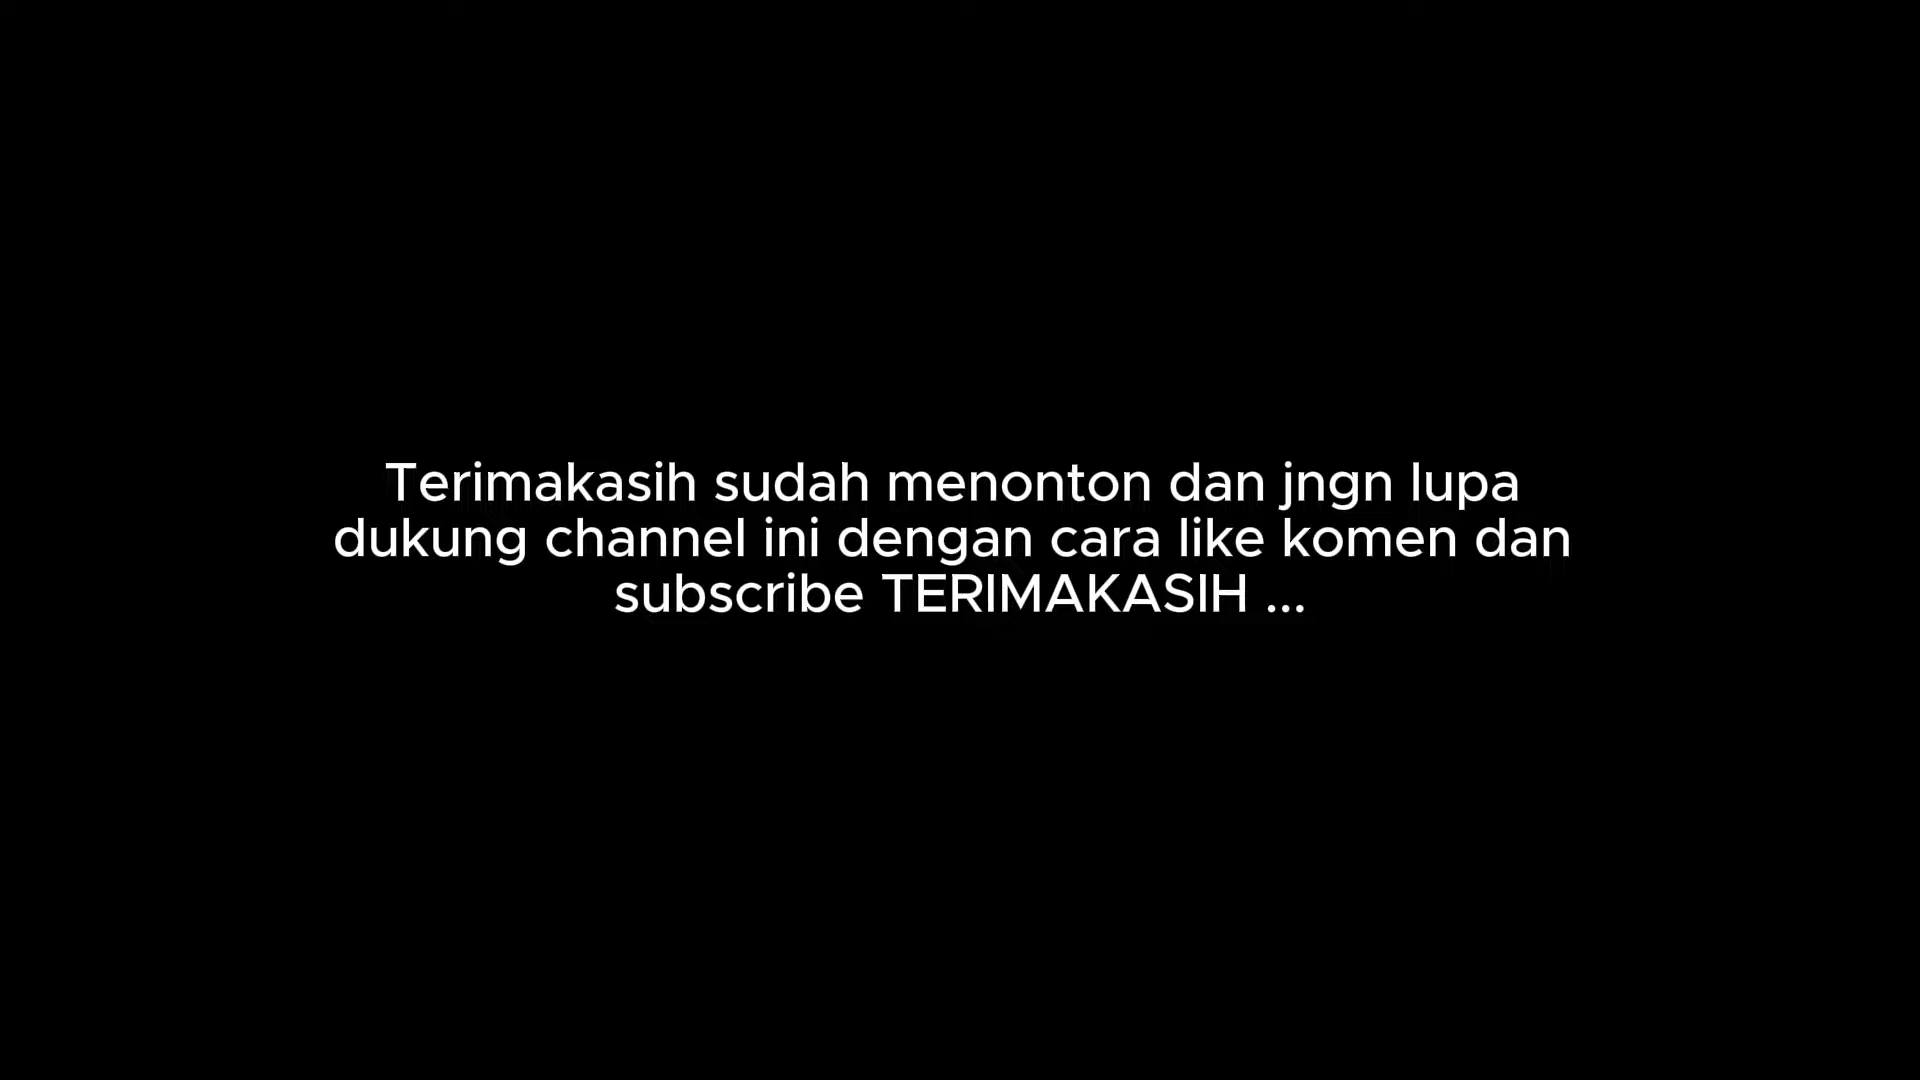 Terimakasih sudah menonton dan jngn lupa
dukung channel ini dengan cara like komen dan
subscribe TERIMAKASIH ...